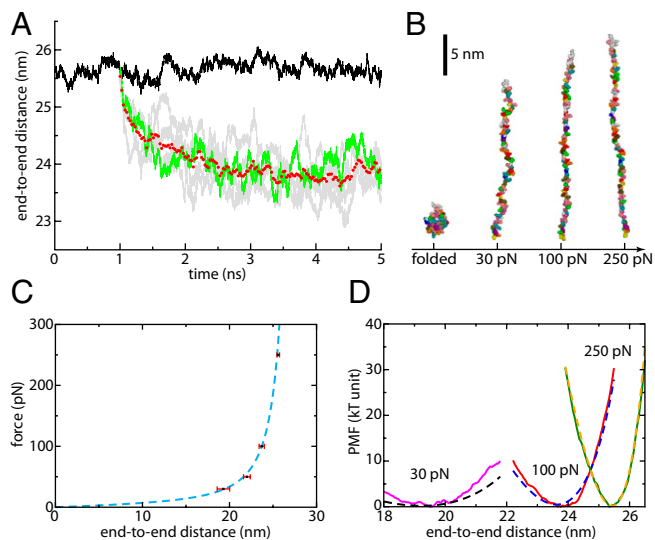 A
end-to-end distance (nm)
26
25
24
23
0 1 2 3 4 5
time (ns)
B
5 nm
folded 30 pN 100 pN 250 pN
C
force (pN)
300
200
100
0
0 10 20 30
end-to-end distance (nm)
D
PMF (kT unit)
40
30
20
10
0
250 pN
30 pN
100 pN
18 20 22 24 26
end-to-end distance (nm)